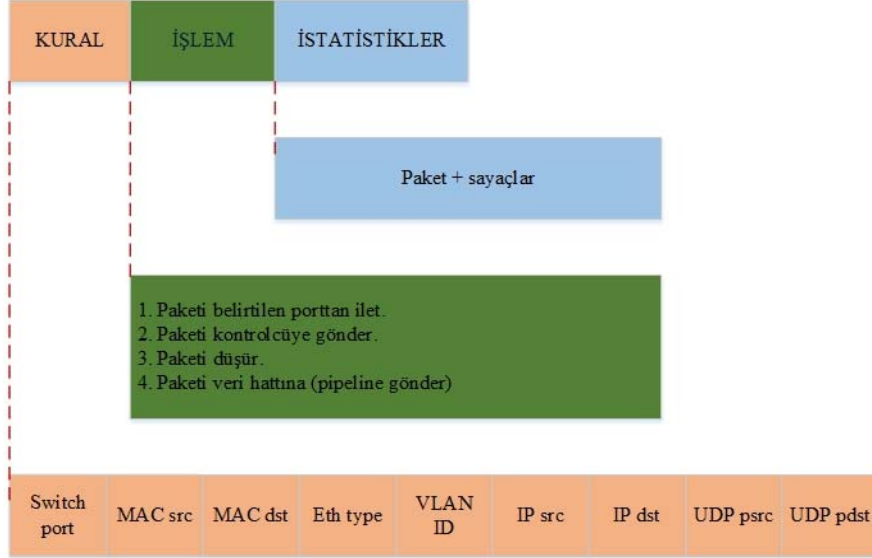 KURAL
İŞLEM
İSTATİSTİKLER
Paket + sayaçlar
1. Paketi belirtilen porttan ilet.
2. Paketi kontrolcüye gönder.
3. Paketi düşür.
4. Paketi veri hattına (pipeline gönder)
Switch
port
MAC src
MAC dst
Eth type
VLAN
ID
IP src
IP dst
UDP psrc
UDP pdst